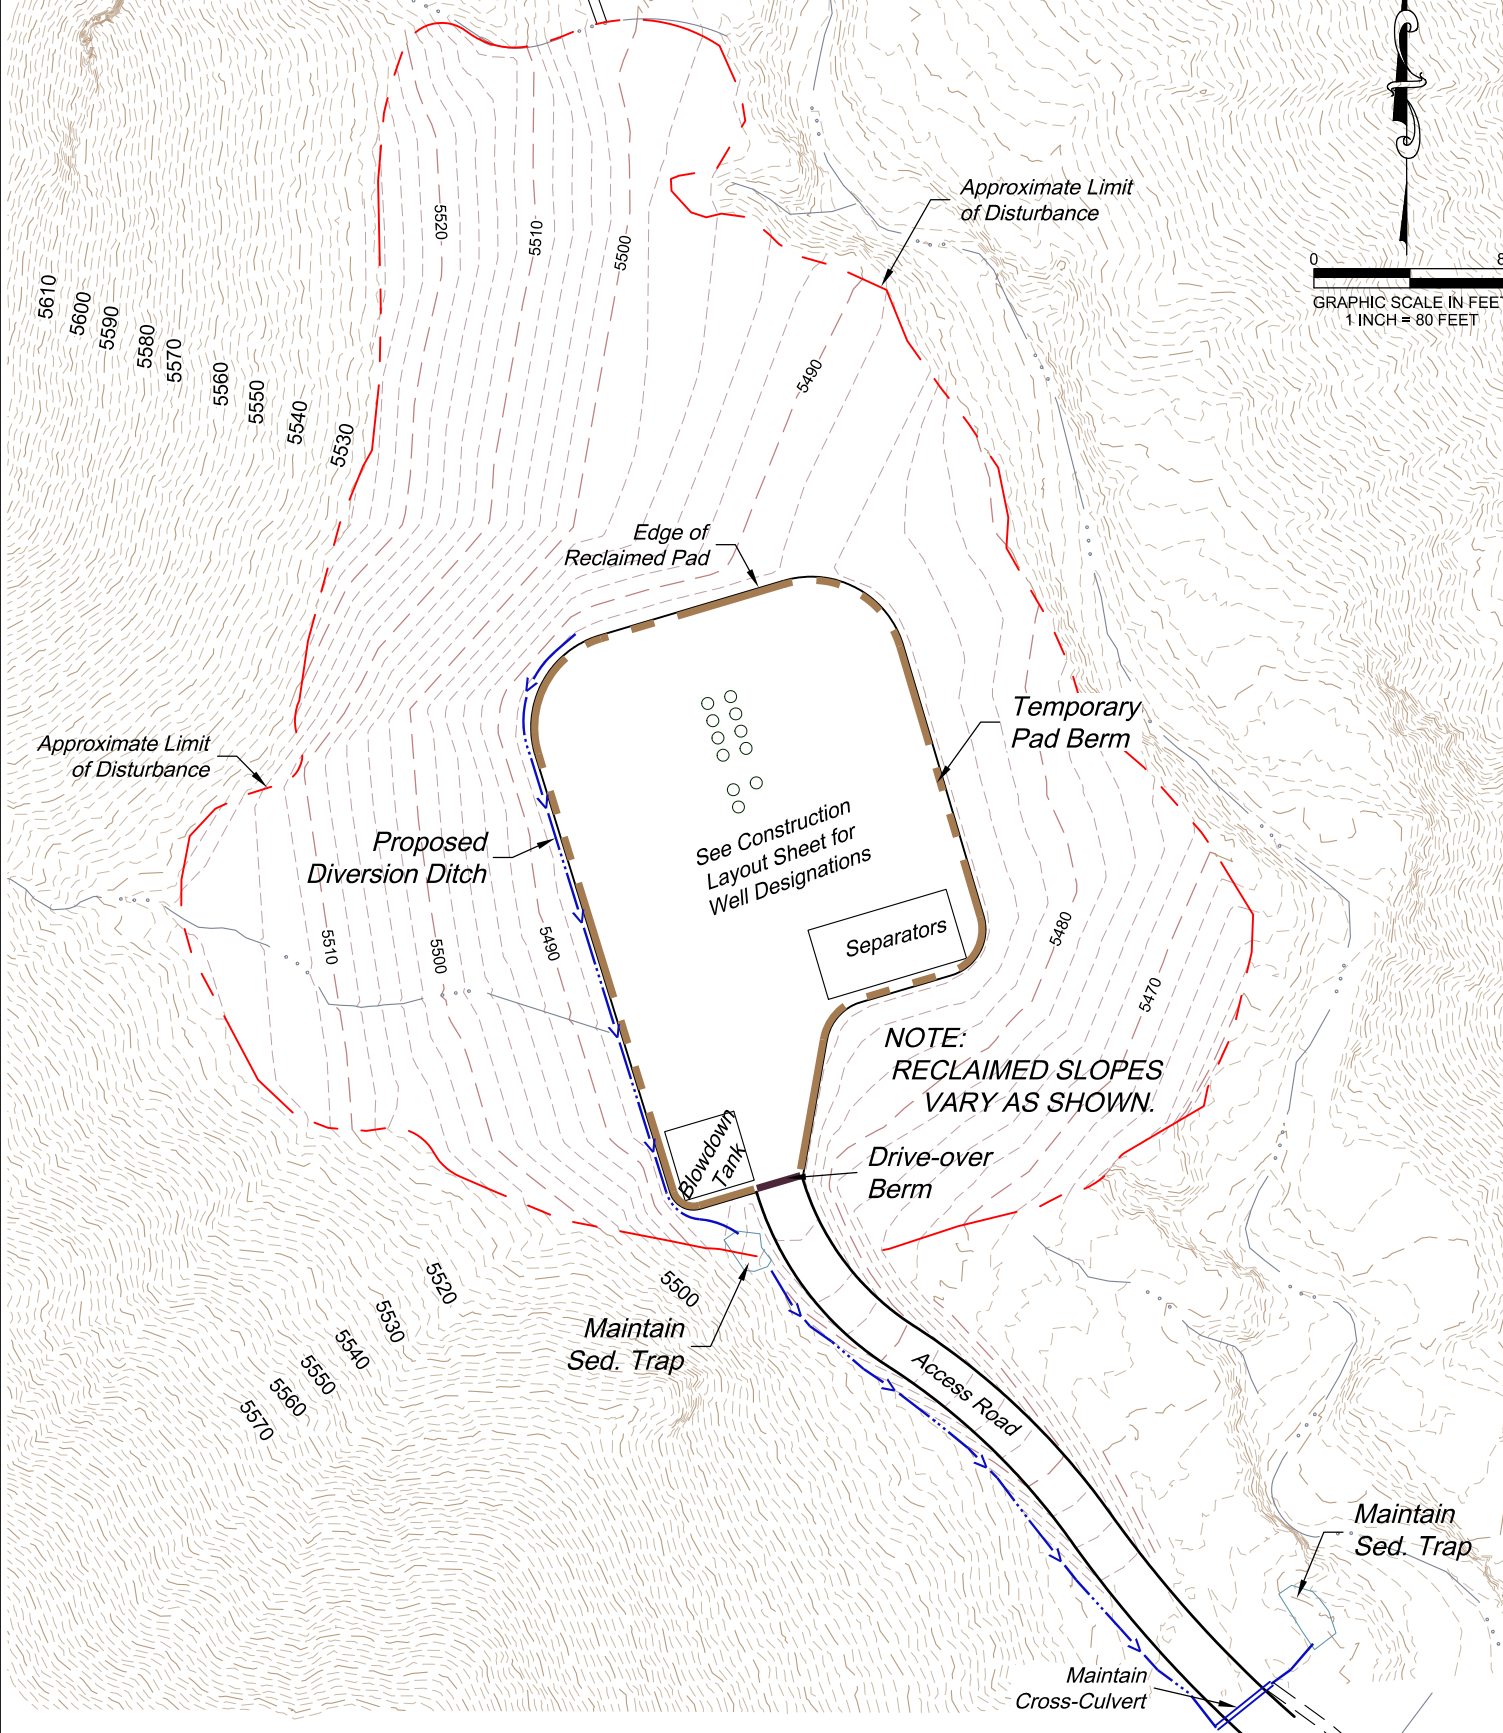 Approximate Limit
of Disturbance
0
GRAPHIC SCALE IN FEET
1 INCH = 80 FEET
5520
5510
5500
5490
5610
5600
5590
5580
5570
5560
5550
5540
5530
Edge of
Reclaimed Pad
Temporary
Pad Berm
Approximate Limit
of Disturbance
Proposed
Diversion Ditch
See Construction
Layout Sheet for
Well Designations
Separators
5510
5500
5490
5480
5470
NOTE:
RECLAIMED SLOPES
VARY AS SHOWN.
Blowdown
Tank
Drive-over
Berm
5500
5520
5530
5540
5550
5560
5570
Maintain
Sed. Trap
Access Road
Maintain
Sed. Trap
Maintain
Cross-Culvert